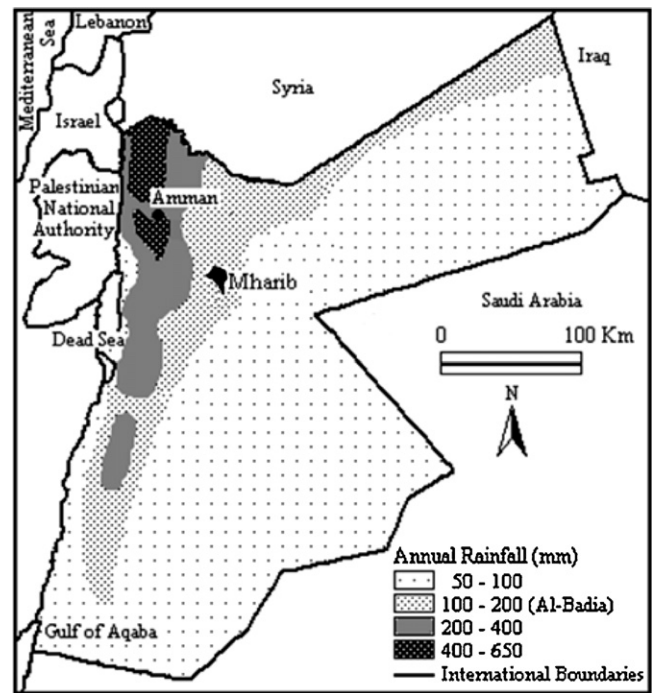 Mediterranean
Sea
Lebanon
Iraq
Syria
Israel
Palestinian
National
Authority
Amman
Mharib
Saudi Arabia
Dead Sea
0 100 Km
N
Annual Rainfall (mm)
50 - 100
100 - 200 (Al-Badia)
200 - 400
400 - 650
International Boundaries
Gulf of Aqaba